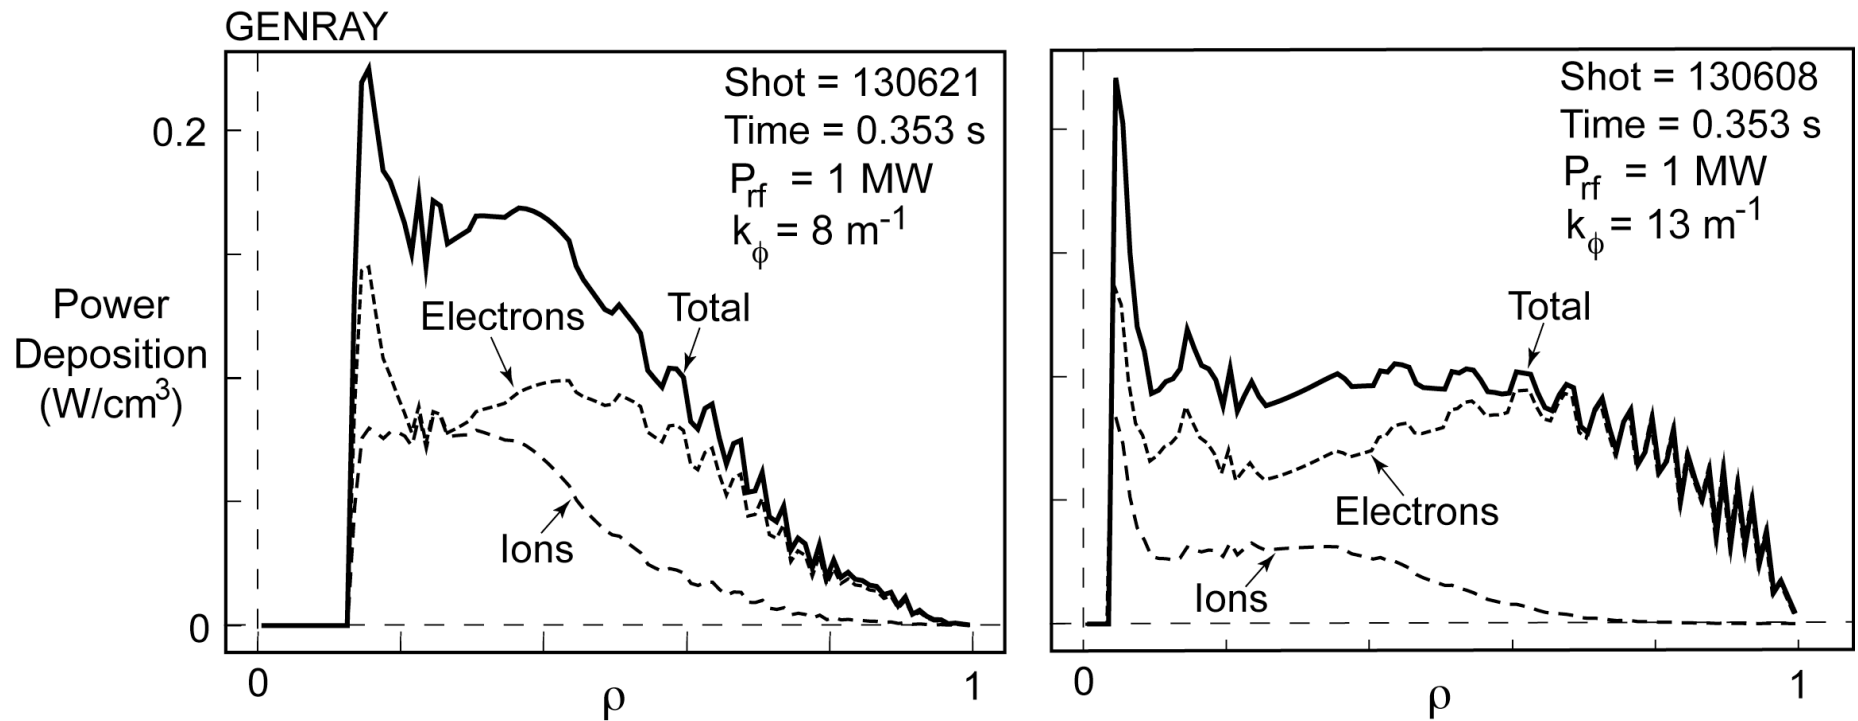 GENRAY
Shot = 130621
Time = 0.353 s
P_rf = 1 MW
k_ϕ = 8 m^-1
0.2
Power
Deposition
(W/cm^3)
0
Electrons
Total
Ions
0
ρ
1
Shot = 130608
Time = 0.353 s
P_rf = 1 MW
k_ϕ = 13 m^-1
Total
Electrons
Ions
0
ρ
1